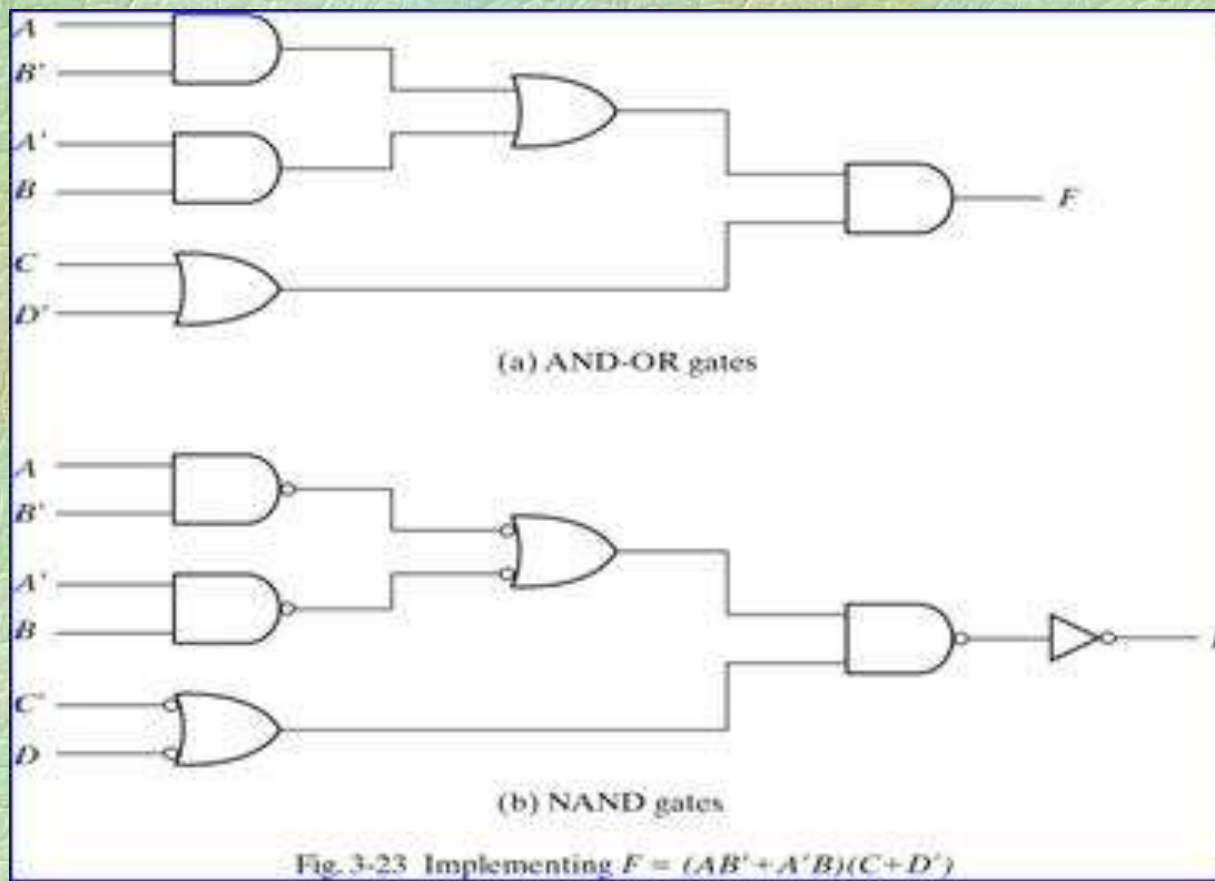 A
B'
A'
B
C
D'
F
(a) AND-OR gates
A
B'
A'
B
C'
D
(b) NAND gates
Fig. 3-23 Implementing F = (AB' + A'B)(C + D')